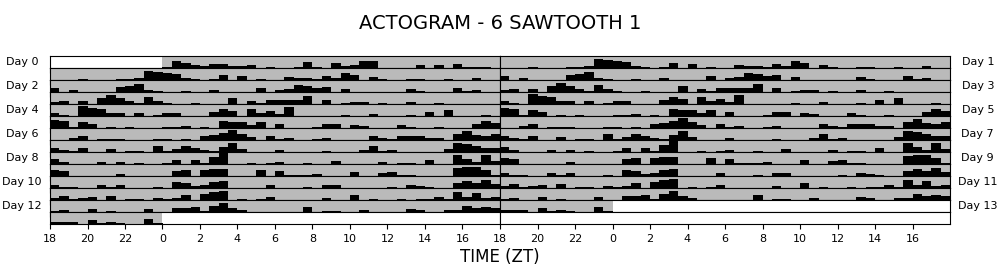 ACTOGRAM - 6 SAWTOOTH 1
Day 0 Day 1
Day 2 Day 3
Day 4 Day 5
Day 6 Day 7
Day 8 Day 9
Day 10 Day 11
Day 12 Day 13
18 20 22 0 2 4 6 8 10 12 14 16 18 20 22 0 2 4 6 8 10 12 14 16
TIME (ZT)